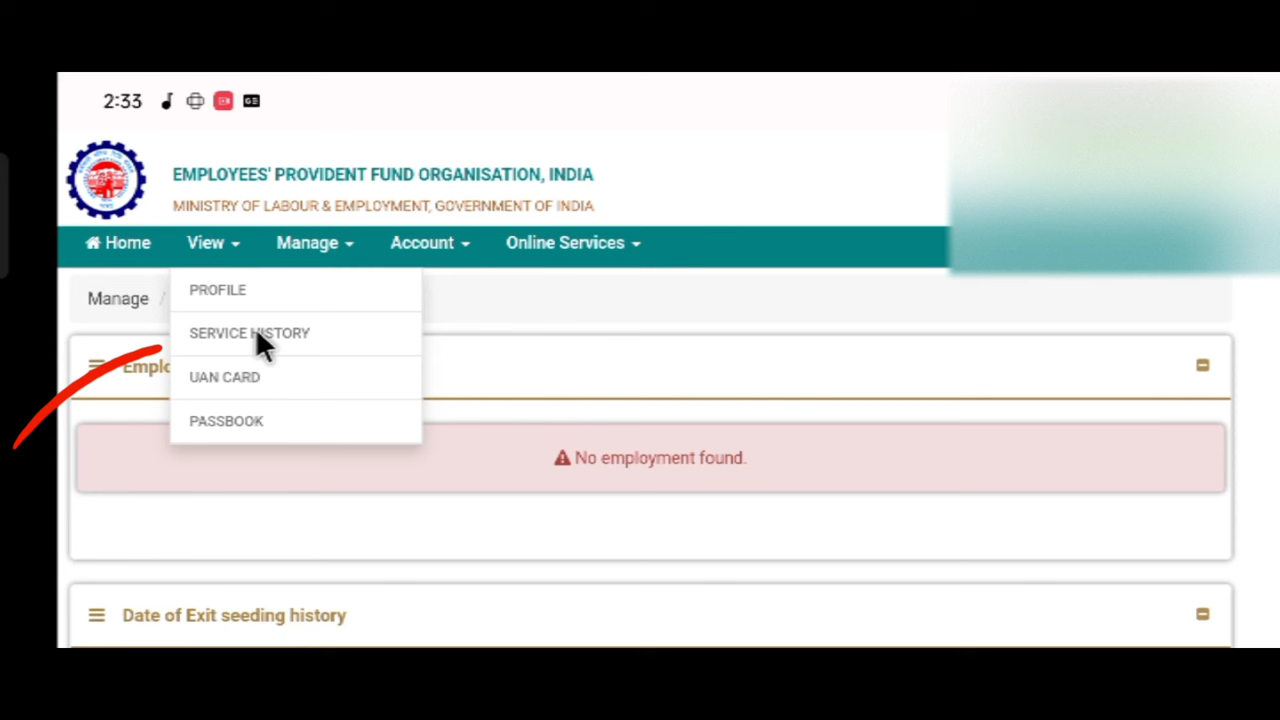 2:33
EMPLOYEES' PROVIDENT FUND ORGANISATION, INDIA
MINISTRY OF LABOUR & EMPLOYMENT, GOVERNMENT OF INDIA
Home View Manage Account Online Services
PROFILE
Manage /
SERVICE HISTORY
Emplo
UAN CARD
PASSBOOK
No employment found.
Date of Exit seeding history